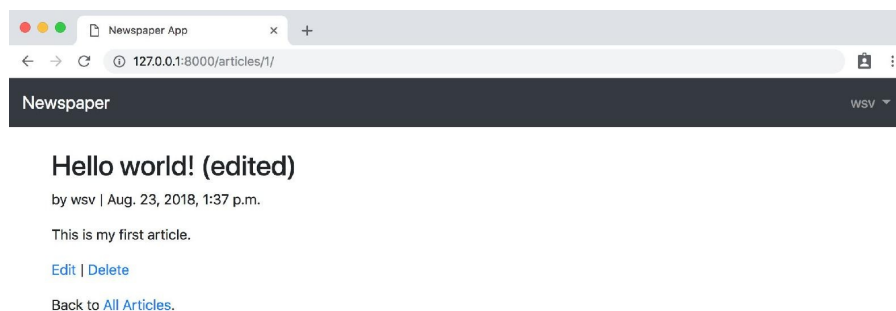 Newspaper App
127.0.0.1:8000/articles/1/
Newspaper
wsv
Hello world! (edited)
by wsv | Aug. 23, 2018, 1:37 p.m.
This is my first article.
Edit | Delete
Back to All Articles.